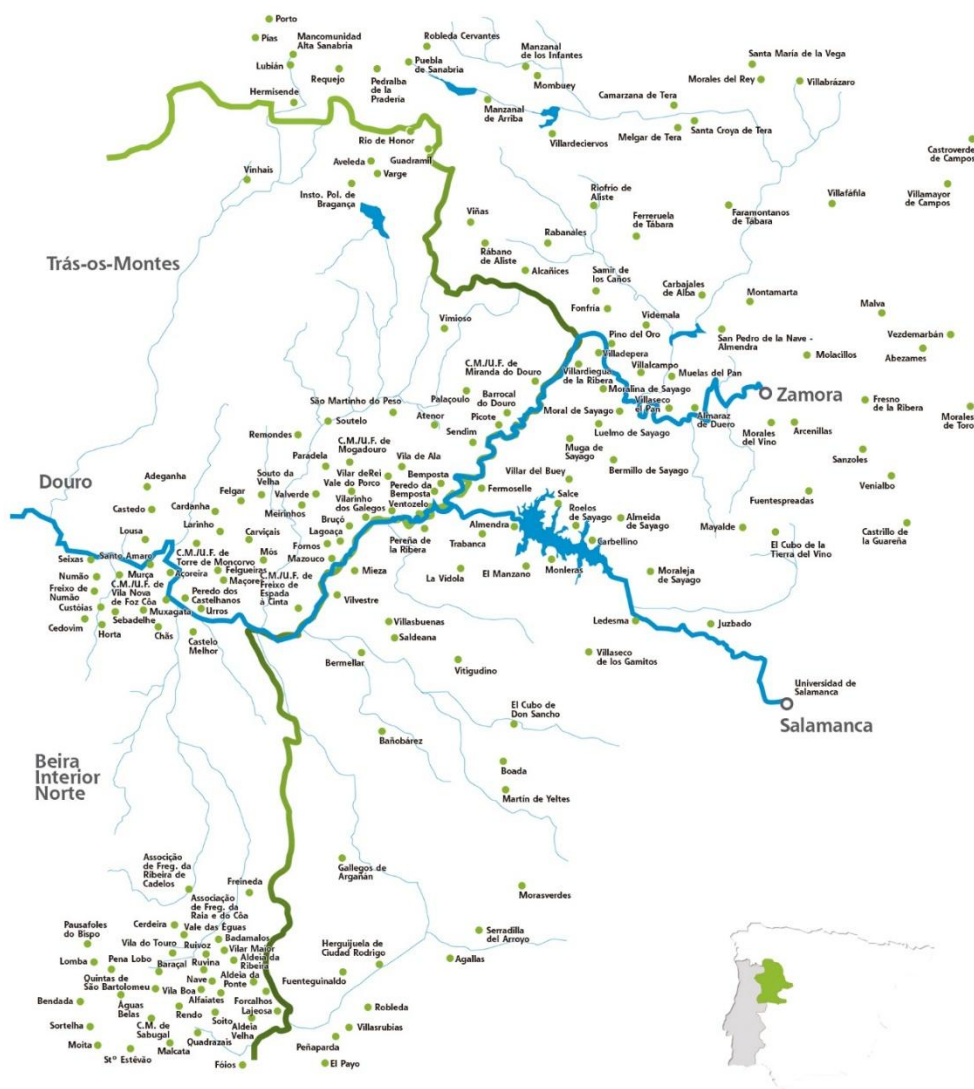 Porto
Pias
Mancomunidad
Alta Sanabria
Lubián
Requejo
Hermisende
Pedralba
de la
Pradería
Robleda Cervantes
Puebla
de Sanabria
Manzanal
de los Infantes
Mombuey
Manzanal
de Arriba
Villardeciervos
Santa María de la Vega
Morales del Rey
Villabrázaro
Camarzana de Tera
Melgar de Tera
Santa Croya de Tera
Castroverde
de Campos
Villamayor
de Campos
Villafáfila
Rio de Honor
Guadramil
Aveleda
Varge
Vinhais
Insto. Pol. de
Bragança
Viñas
Rábano
de Aliste
Riofrío de
Aliste
Rabanales
Alcañices
Ferreruela
de Tábara
Faramontanos
de Tábara
Trás-os-Montes
Samir de
los Caños
Fonfría
Carbajales
de Alba
Montamarta
Videmala
Pino del Oro
Villadepera
San Pedro de la Nave -
Almendra
Malva
Vezdemarbán
Abezames
Molacillos
Vimioso
C.M./U.F. de
Miranda do Douro
Villardiegua
de la Ribera
Villalcampo
Muelas del Pan
Zamora
Fresno de
la Ribera
Morales
de Toro
Palaçoulo
Barrocal
do Douro
Moralina de Sayago
Villaseco
el Pan
Almaraz
de Duero
Moral de Sayago
Luelmo de Sayago
Morales
del Vino
Arcenillas
São Martinho do Peso
Atenor
Picote
Sendim
Soutelo
Remondes
Muga de
Sayago
Bermillo de Sayago
Sanzoles
Venialbo
C.M./U.F. de
Mogadouro
Vila de Ala
Paradela
Vilar deRei
Vale do Porco
Bemposta
Peredo da
Bemposta
Ventozelo
Fermoselle
Villar del Buey
Salce
Roelos
de Sayago
Almeida
de Sayago
Fuentespreadas
Castrillo de
la Guareña
Mayalde
El Cubo de la
Tierra del Vino
Douro
Adeganha
Souto da
Velha
Felgar
Valverde
Meirinhos
Vilarinho
dos Galegos
Castedo
Cardanha
Larinho
Lousa
Carviçais
Bruçó
Lagoaça
Fornos
Mós
Mazouco
Pereña de
la Ribera
Trabanca
Almendra
Carbellino
Seixas
Santo Amaro
Numão
Murça
Açoreira
C.M./U.F. de
Torre de Moncorvo
Felgueiras
Maçores
C.M./U.F. de
Freixo de
Espada
à Cinta
Mieza
La Vidola
El Manzano
Monleras
Moraleja
de Sayago
Freixo de
Numão
C.M./U.F. de
Vila Nova
de Foz Côa
Custóias
Cedovim
Horta
Sebadelhe
Muxagata
Chãs
Peredo dos
Castelhanos
Urros
Castelo
Melhor
Vilvestre
Villasbuenas
Saldeana
Ledesma
Juzbado
Bermellar
Vitigudino
Villaseco
de los Gamitos
Universidad de
Salamanca
Salamanca
El Cubo de
Don Sancho
Bañobárez
Boada
Martín de Yeltes
Beira
Interior
Norte
Gallegos de
Argañán
Morasverdes
Serradilla
del Arroyo
Agallas
Associção
de Freg. da
Ribeira de
Cadelos
Freineda
Associação
de Freg. da
Raia e do Côa
Pausafoles
do Bispo
Cerdeira
Vale das Éguas
Badamalos
Vila do Touro
Ruivoz
Vilar Maior
Lomba
Pena Lobo
Baraçal
Ruvina
Aldeia da
Ribeira
Quintas de
São Bartolomeu
Nave
Aldeia da
Ponte
Vila Boa
Alfaiates
Forcalhos
Lajeosa
Bendada
Águas
Belas
Rendo
Soito
Aldeia
Velha
Sortelha
C.M. de
Sabugal
Quadrazais
Moita
Stº Estêvão
Malcata
Fóios
Herguijuela de
Ciudad Rodrigo
Fuenteguinaldo
Robleda
Villasrubias
Peñaparda
El Payo